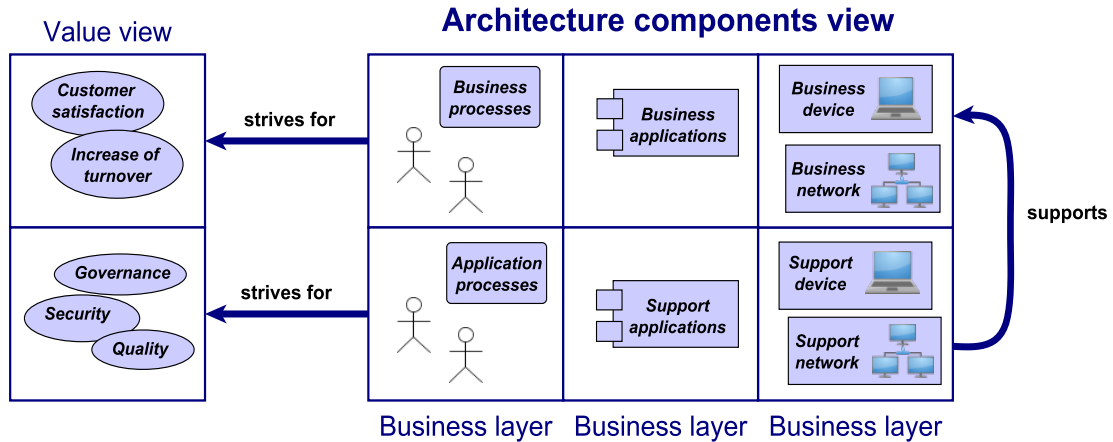 Architecture components view
Value view
Customer
satisfaction
Increase of
turnover
strives for
Business
processes
Business
applications
Business
device
Business
network
supports
Governance
Security
Quality
strives for
Application
processes
Support
applications
Support
device
Support
network
Business layer
Business layer
Business layer